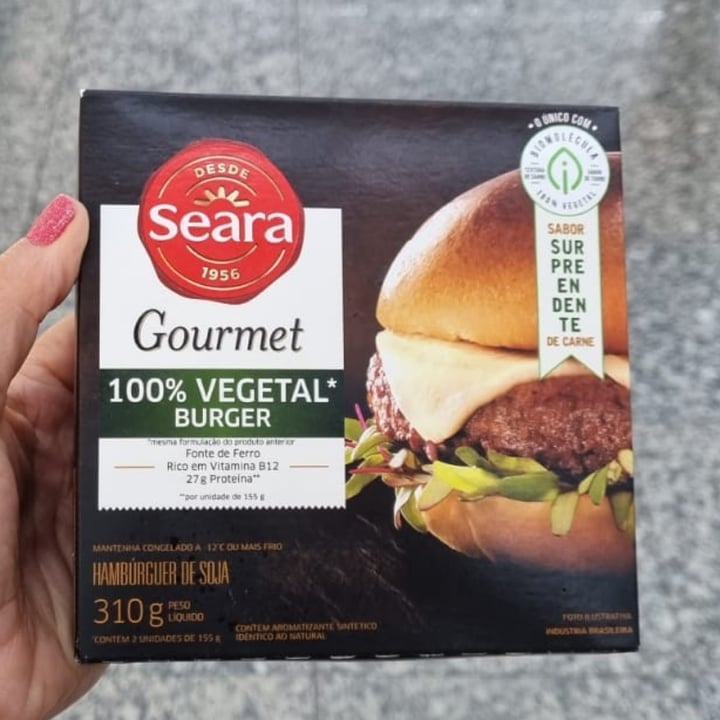 DESDE
Seara
1956
Gourmet
100% VEGETAL*
BURGER
*mesma formulação do produto anterior
Fonte de Ferro
Rico em Vitamina B12
27g Proteína**
**por unidade de 155 g
MANTENHA CONGELADO A -12°C OU MAIS FRIO
HAMBÚRGUER DE SOJA
310g PESO
LÍQUIDO
CONTÉM 2 UNIDADES DE 155 g
CONTÉM AROMATIZANTE SINTÉTICO
IDÊNTICO AO NATURAL
• O ÚNICO COM •
BIOMOLÉCULA
100% VEGETAL
SABOR
SUR
PRE
EN
DEN
TE
DE CARNE
FOTO ILUSTRATIVA
INDÚSTRIA BRASILEIRA